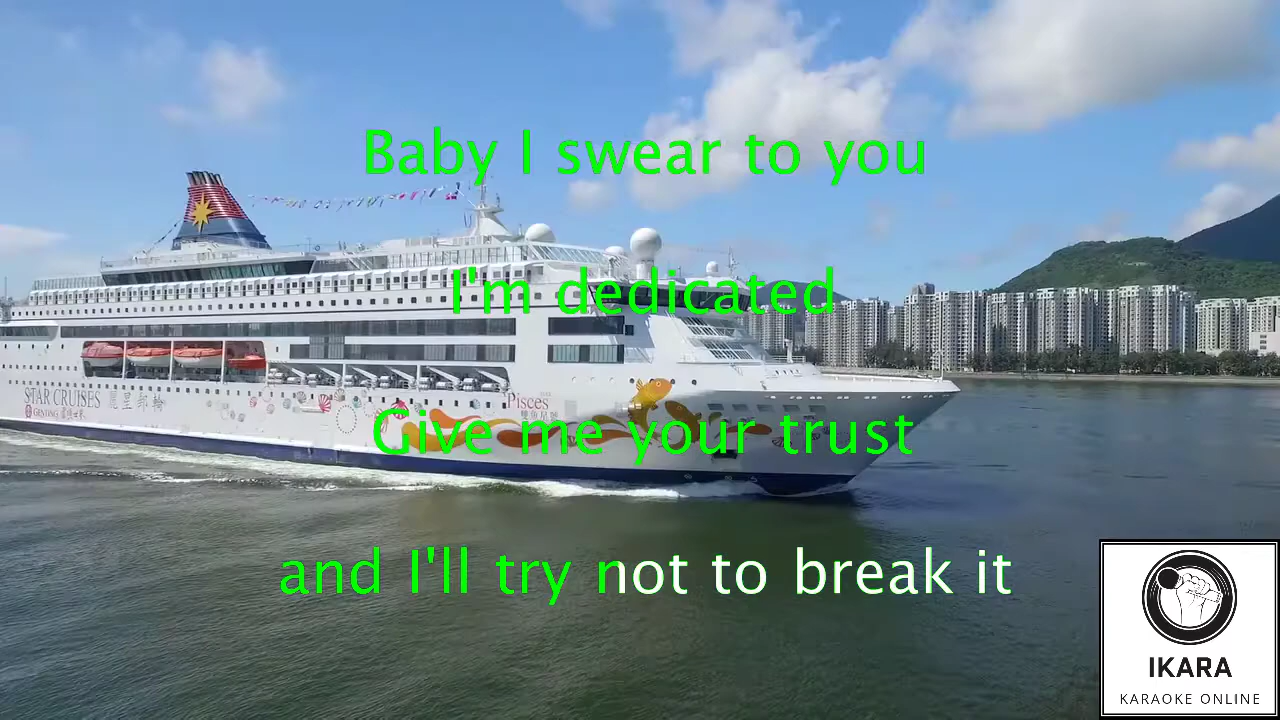 Baby I swear to you
I'm dedicated
Give me your trust
and I'll try not to break it
STAR CRUISES
GENTING
Pisces
IKARA
KARAOKE ONLINE